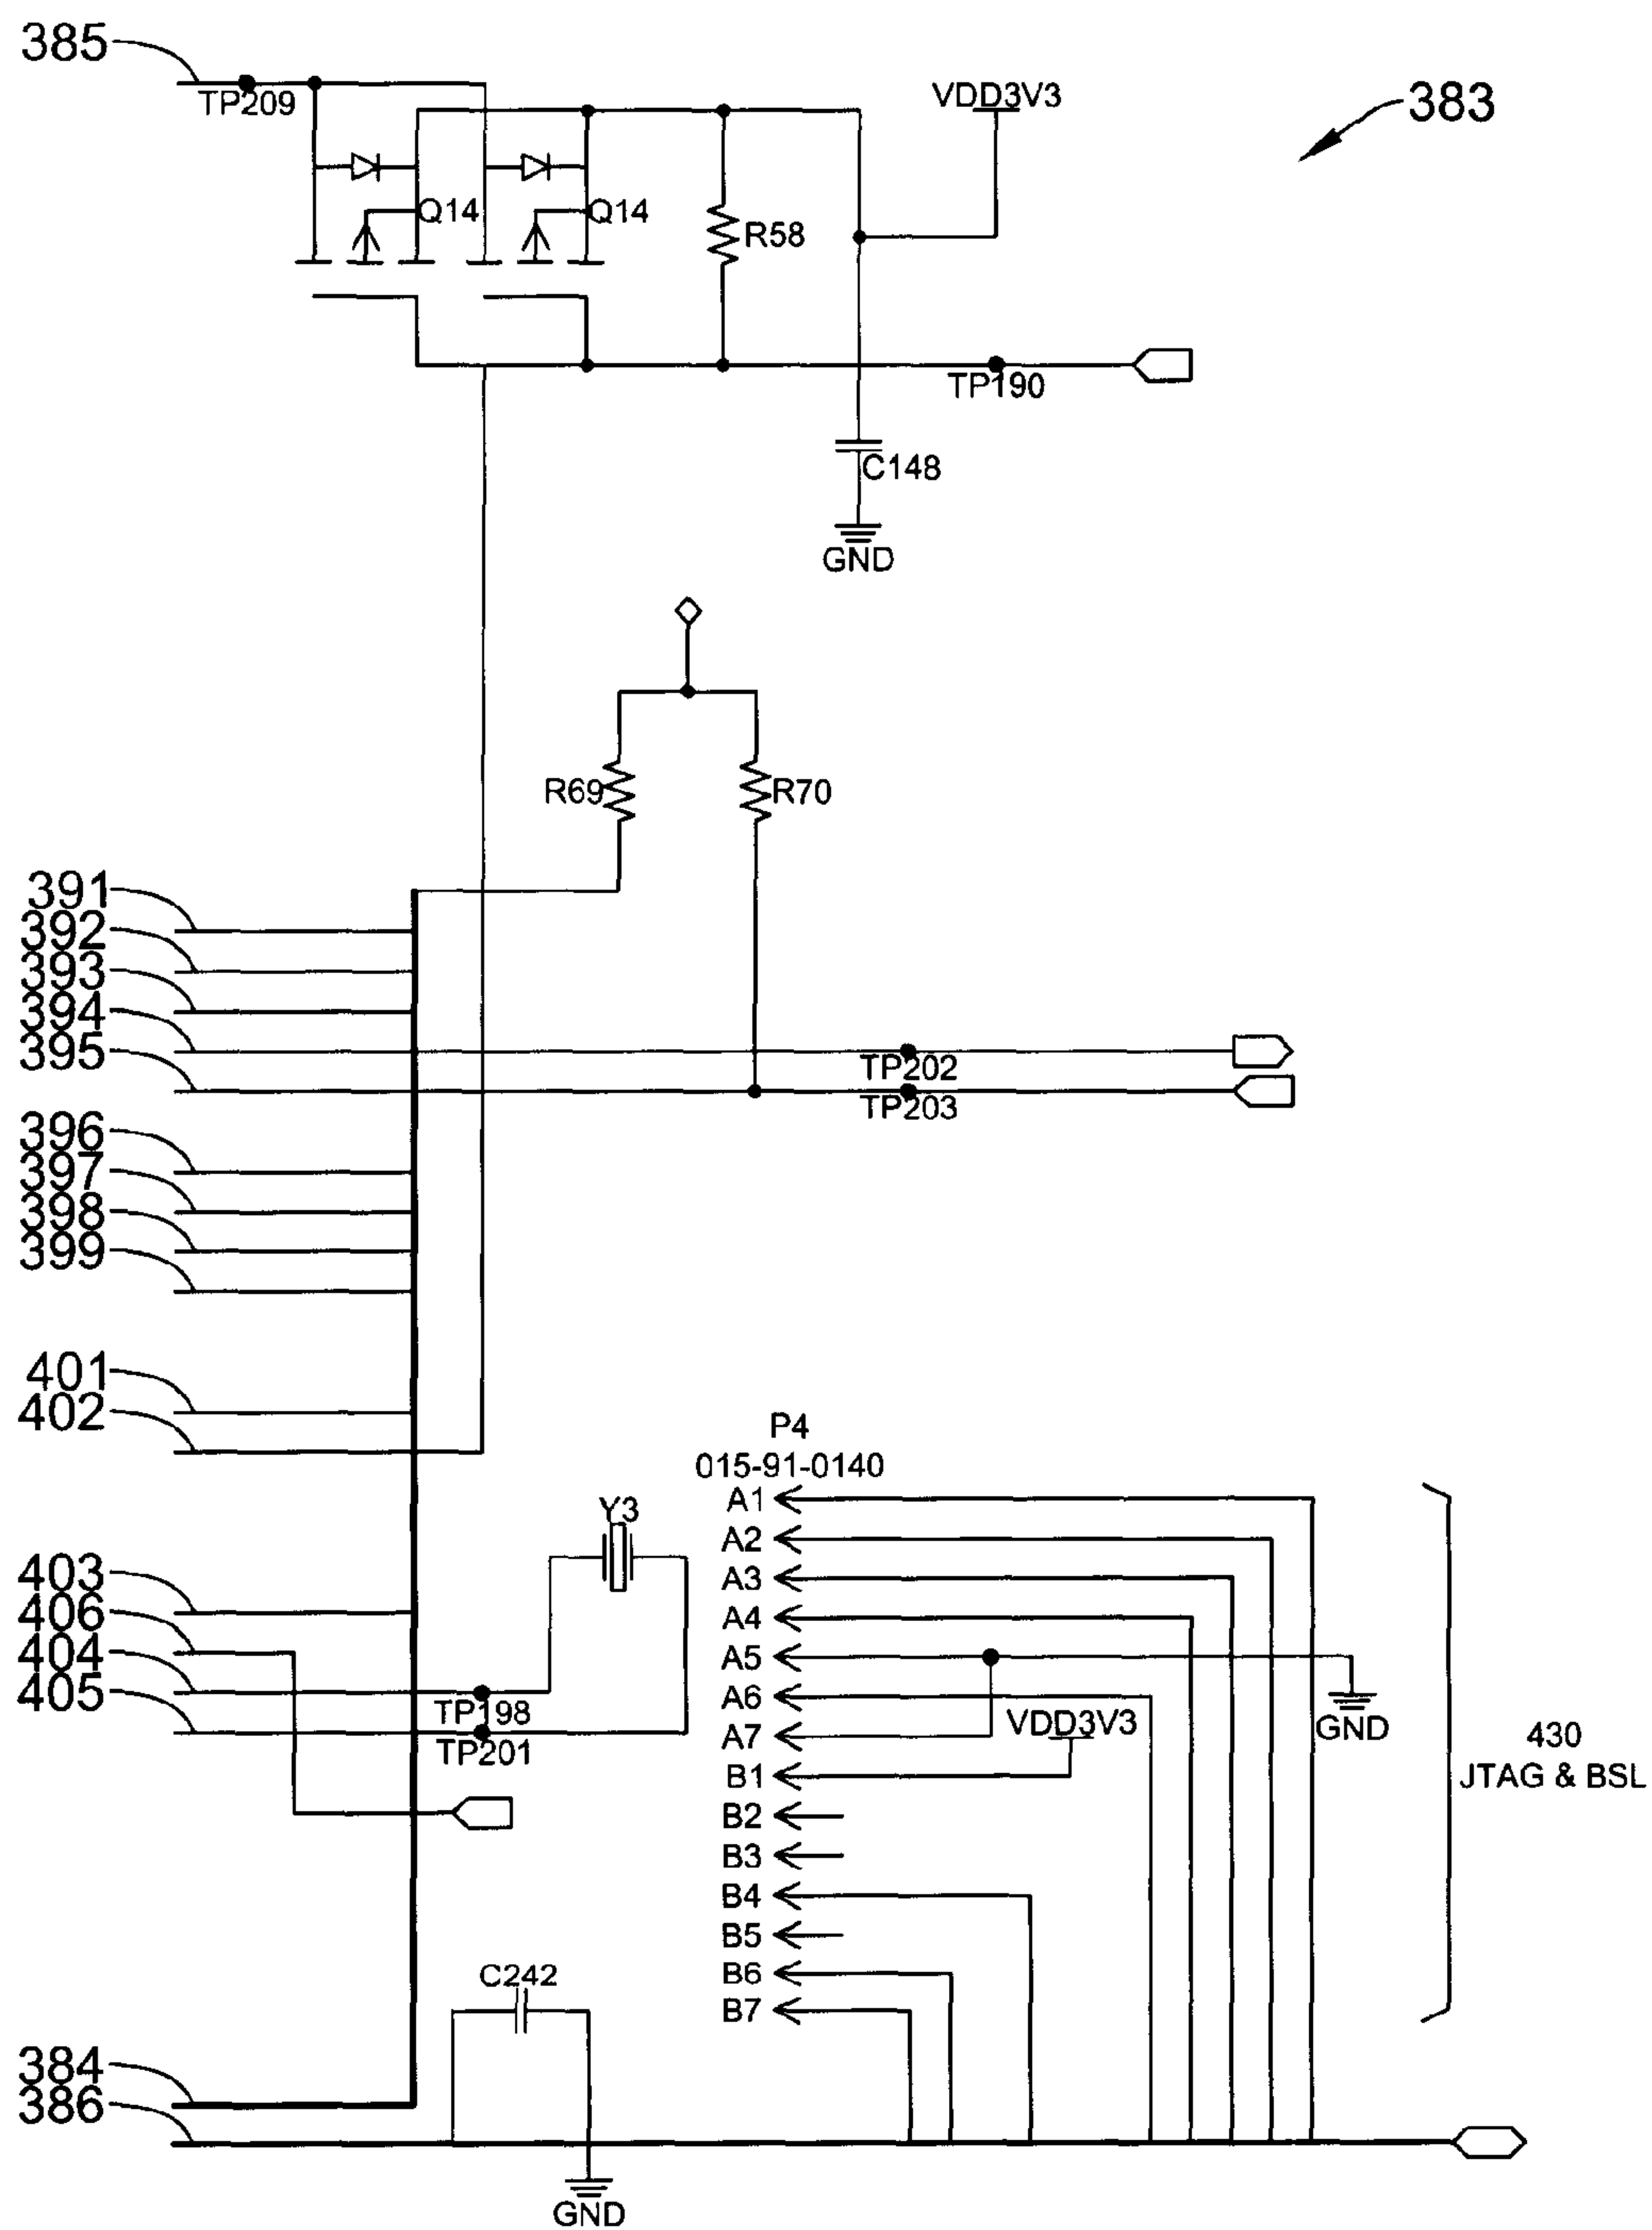 385
TP209
VDD3V3
383
Q14
Q14
R58
TP190
C148
GND
R69
R70
391
392
393
394
395
TP202
TP203
396
397
398
399
401
402
P4
015-91-0140
A1
Y3
A2
A3
403
406
404
405
A4
A5
A6
A7
TP198
TP201
VDD3V3
GND
430
JTAG & BSL
B1
B2
B3
B4
B5
B6
B7
C242
384
386
GND